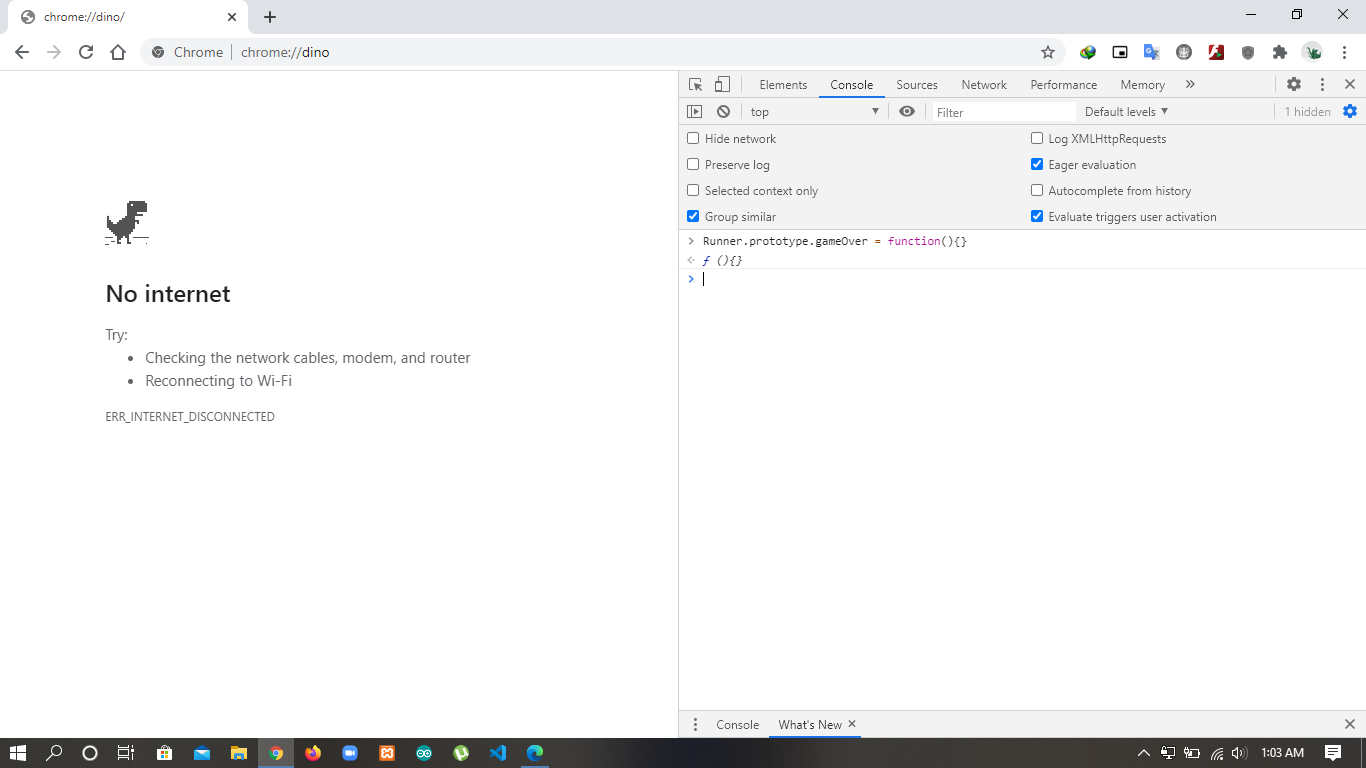 chrome://dino/
Chrome chrome://dino
Elements Console Sources Network Performance Memory
top Filter Default levels 1 hidden
Hide network Log XMLHttpRequests
Preserve log Eager evaluation
Selected context only Autocomplete from history
Group similar Evaluate triggers user activation
Runner.prototype.gameOver = function(){}
ƒ (){}
No internet
Try:
• Checking the network cables, modem, and router
• Reconnecting to Wi-Fi
ERR_INTERNET_DISCONNECTED
Console What's New
1:03 AM